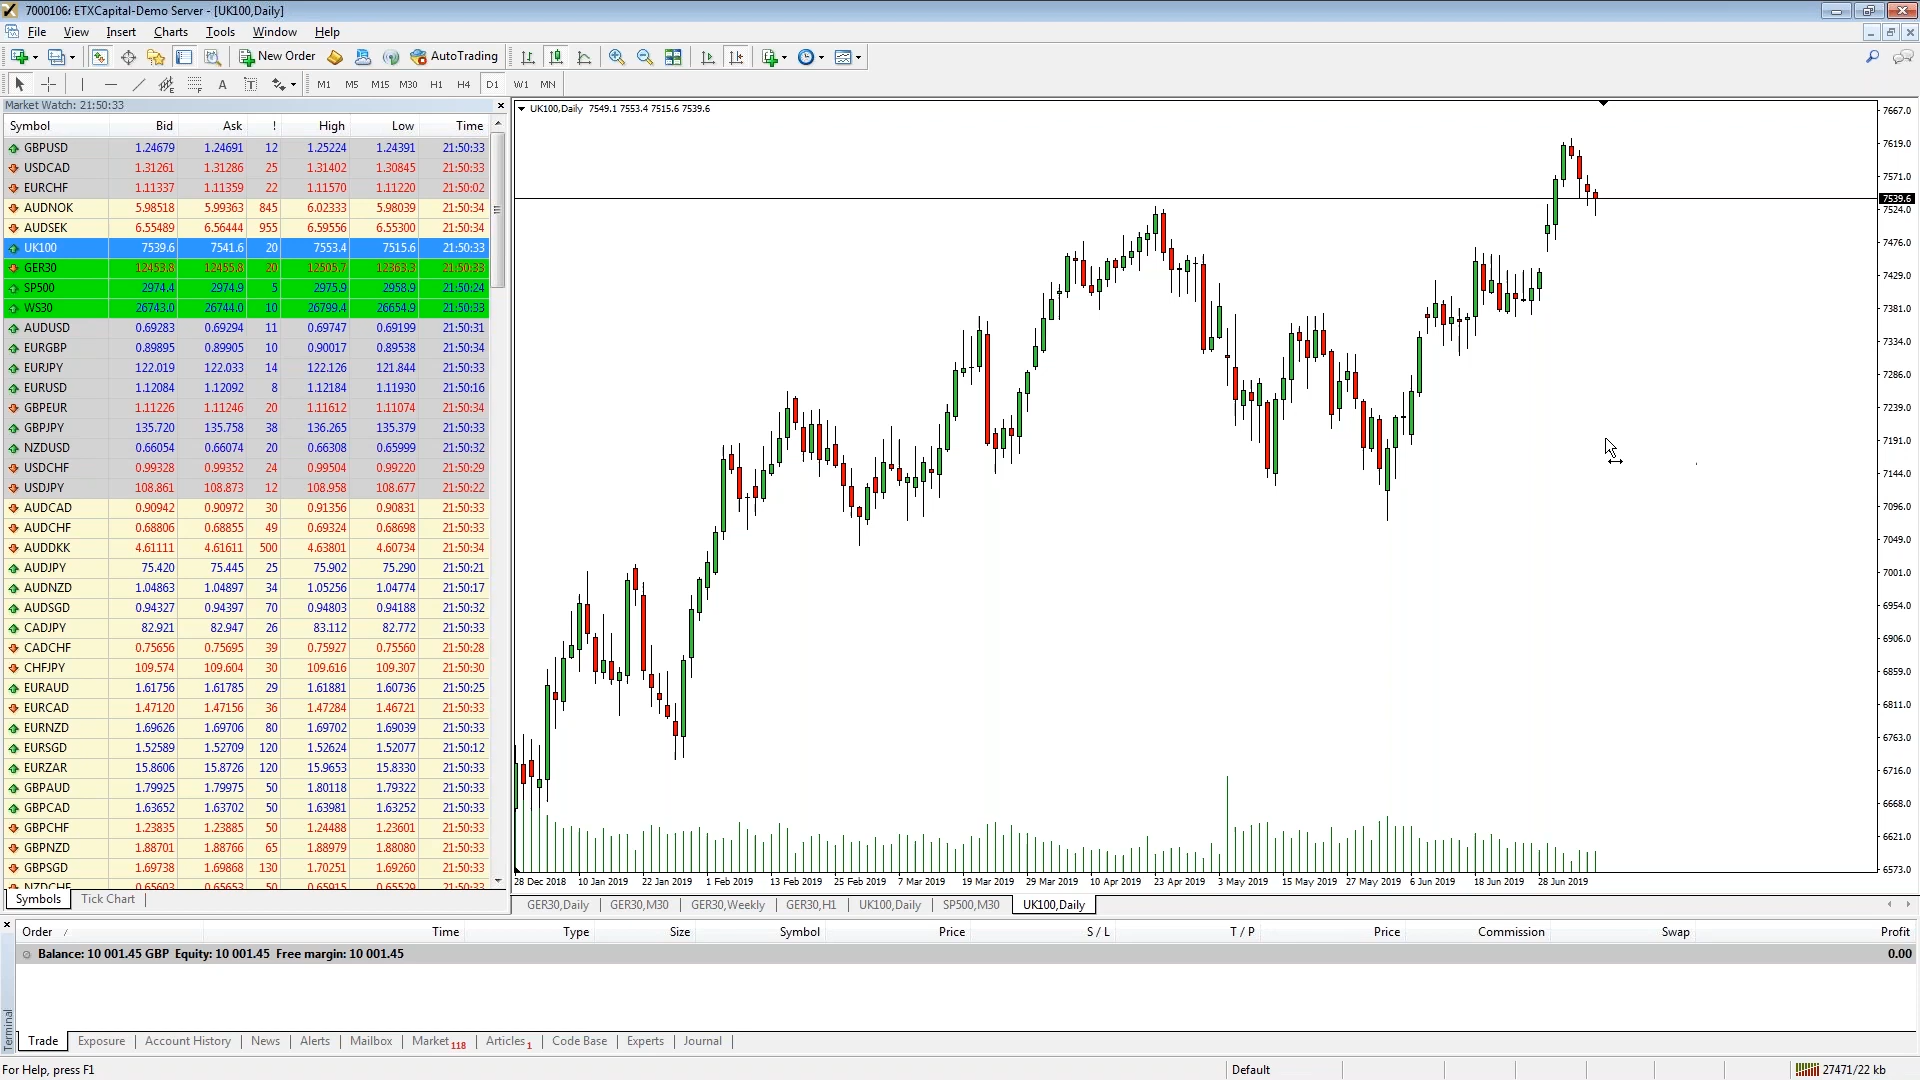 7000106: ETXCapital-Demo Server - [UK100,Daily]
File View Insert Charts Tools Window Help
New Order AutoTrading
A T M1 M5 M15 M30 H1 H4 D1 W1 MN
Market Watch: 21:50:33
Symbol Bid Ask ! High Low Time
GBPUSD 1.24679 1.24691 12 1.25224 1.24391 21:50:33
USDCAD 1.31261 1.31286 25 1.31402 1.30845 21:50:33
EURCHF 1.11337 1.11359 22 1.11570 1.11220 21:50:02
AUDNOK 5.98518 5.99363 845 6.02333 5.98039 21:50:34
AUDSEK 6.55489 6.56444 955 6.59556 6.55300 21:50:34
UK100 7539.6 7541.6 20 7553.4 7515.6 21:50:33
GER30 12453.8 12455.8 20 12505.7 12363.3 21:50:33
SP500 2974.4 2974.9 5 2975.9 2958.9 21:50:24
WS30 26743.0 26744.0 10 26799.4 26654.9 21:50:33
AUDUSD 0.69283 0.69294 11 0.69747 0.69199 21:50:31
EURGBP 0.89895 0.89905 10 0.90017 0.89538 21:50:34
EURJPY 122.019 122.033 14 122.126 121.844 21:50:33
EURUSD 1.12084 1.12092 8 1.12184 1.11930 21:50:16
GBPEUR 1.11226 1.11246 20 1.11612 1.11074 21:50:34
GBPJPY 135.720 135.758 38 136.265 135.379 21:50:33
NZDUSD 0.66054 0.66074 20 0.66308 0.65999 21:50:32
USDCHF 0.99328 0.99352 24 0.99504 0.99220 21:50:29
USDJPY 108.861 108.873 12 108.958 108.677 21:50:22
AUDCAD 0.90942 0.90972 30 0.91356 0.90831 21:50:33
AUDCHF 0.68806 0.68855 49 0.69324 0.68698 21:50:33
AUDDKK 4.61111 4.61611 500 4.63801 4.60734 21:50:34
AUDJPY 75.420 75.445 25 75.902 75.290 21:50:21
AUDNZD 1.04863 1.04897 34 1.05256 1.04774 21:50:17
AUDSGD 0.94327 0.94397 70 0.94803 0.94188 21:50:32
CADJPY 82.921 82.947 26 83.112 82.772 21:50:33
CADCHF 0.75656 0.75695 39 0.75927 0.75560 21:50:28
CHFJPY 109.574 109.604 30 109.616 109.307 21:50:30
EURAUD 1.61756 1.61785 29 1.61881 1.60736 21:50:25
EURCAD 1.47120 1.47156 36 1.47284 1.46721 21:50:33
EURNZD 1.69626 1.69706 80 1.69702 1.69039 21:50:33
EURSGD 1.52589 1.52709 120 1.52624 1.52077 21:50:12
EURZAR 15.8606 15.8726 120 15.9653 15.8330 21:50:33
GBPAUD 1.79925 1.79975 50 1.80118 1.79322 21:50:33
GBPCAD 1.63652 1.63702 50 1.63981 1.63252 21:50:33
GBPCHF 1.23835 1.23885 50 1.24488 1.23601 21:50:33
GBPNZD 1.88701 1.88766 65 1.88979 1.88080 21:50:33
GBPSGD 1.69738 1.69868 130 1.70251 1.69260 21:50:33
NZDCHF 0.65603 0.65653 50 0.65915 0.65529 21:50:33
Symbols Tick Chart
UK100,Daily 7549.1 7553.4 7515.6 7539.6
7667.0
7619.0
7571.0
7539.6
7524.0
7476.0
7429.0
7381.0
7334.0
7286.0
7239.0
7191.0
7144.0
7096.0
7049.0
7001.0
6954.0
6906.0
6859.0
6811.0
6763.0
6716.0
6668.0
6621.0
6573.0
28 Dec 2018 10 Jan 2019 22 Jan 2019 1 Feb 2019 13 Feb 2019 25 Feb 2019 7 Mar 2019 19 Mar 2019 29 Mar 2019 10 Apr 2019 23 Apr 2019 3 May 2019 15 May 2019 27 May 2019 6 Jun 2019 18 Jun 2019 28 Jun 2019
GER30,Daily GER30,M30 GER30,Weekly GER30,H1 UK100,Daily SP500,M30 UK100,Daily
Order / Time Type Size Symbol Price S / L T / P Price Commission Swap Profit
Balance: 10 001.45 GBP Equity: 10 001.45 Free margin: 10 001.45 0.00
Terminal
Trade Exposure Account History News Alerts Mailbox Market 118 Articles 1 Code Base Experts Journal
For Help, press F1 Default 27471/22 kb